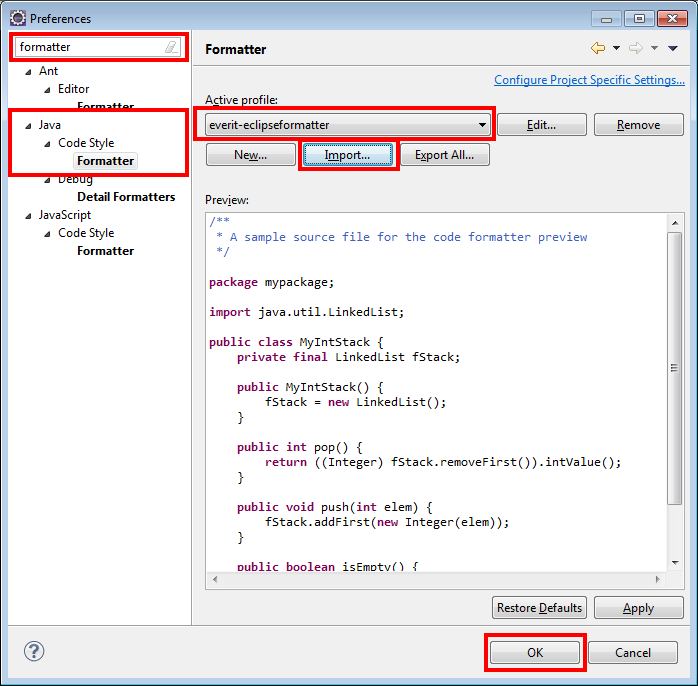 Preferences
formatter
Ant
Editor
Formatter
Java
Code Style
Formatter
Debug
Detail Formatters
JavaScript
Code Style
Formatter
Formatter
Configure Project Specific Settings...
Active profile:
everit-eclipseformatter
Edit...
Remove
New...
Import...
Export All...
Preview:
/**
 * A sample source file for the code formatter preview
 */
package mypackage;
import java.util.LinkedList;
public class MyIntStack {
    private final LinkedList fStack;
    public MyIntStack() {
        fStack = new LinkedList();
    }
    public int pop() {
        return ((Integer) fStack.removeFirst()).intValue();
    }
    public void push(int elem) {
        fStack.addFirst(new Integer(elem));
    }
    public boolean isEmpty() {
Restore Defaults
Apply
?
OK
Cancel